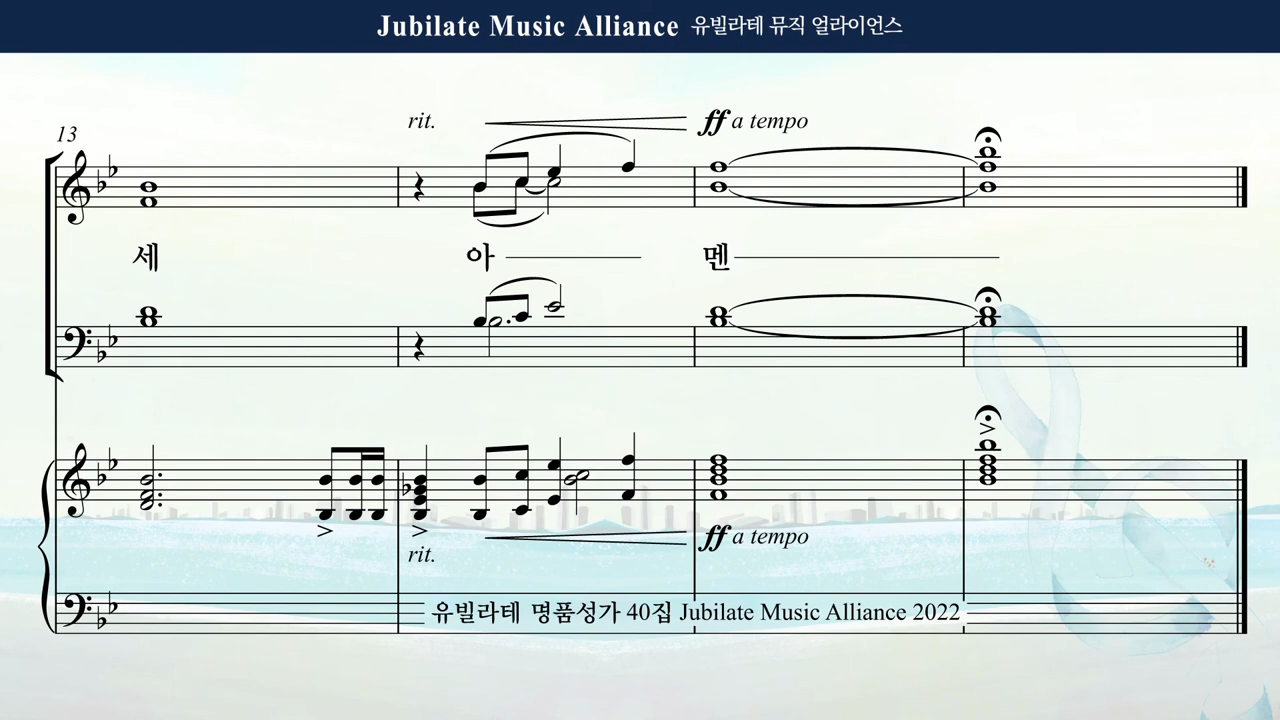 Jubilate Music Alliance 유빌라테 뮤직 얼라이언스
13
rit.
ff a tempo
세 아 멘
rit.
ff a tempo
유빌라테 명품성가 40집 Jubilate Music Alliance 2022